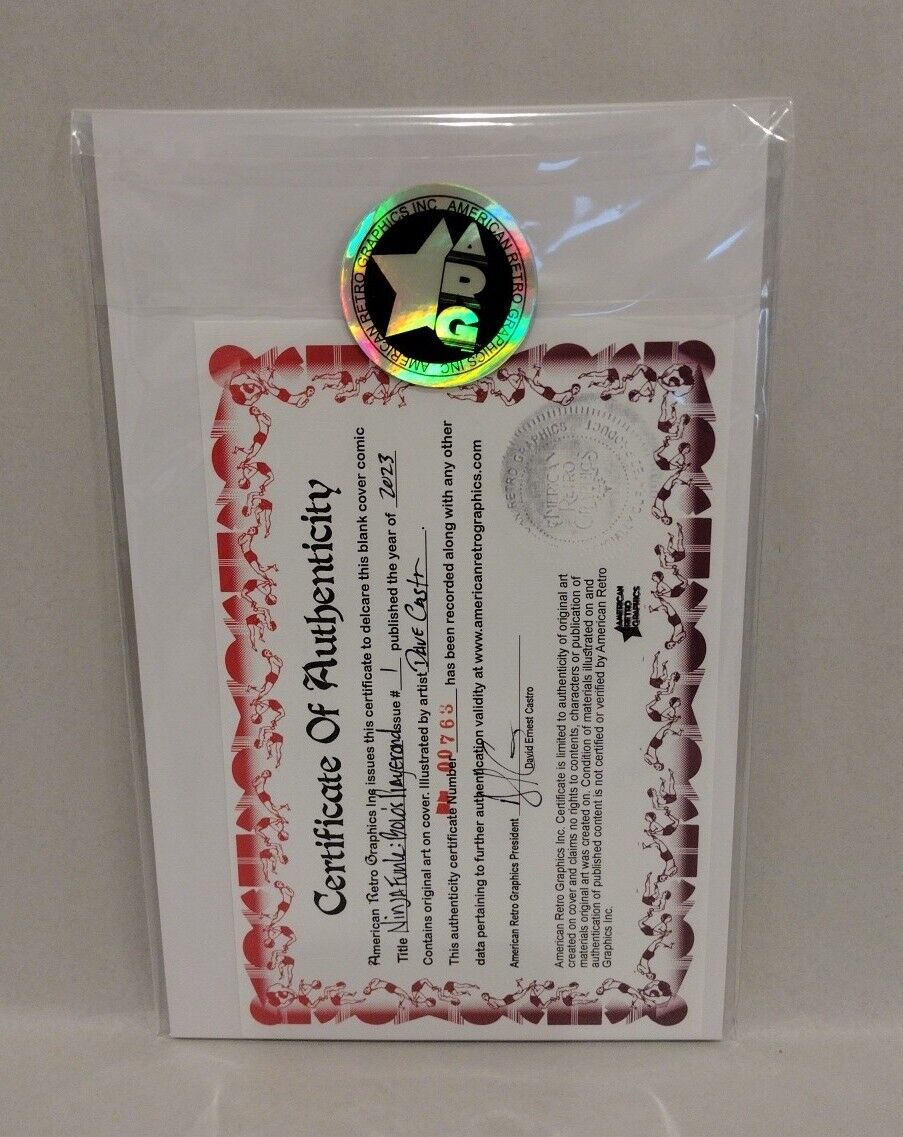 AMERICAN RETRO GRAPHICS INC
AMERICAN RETRO GRAPHICS INC
ARG
Certificate Of Authenticity
American Retro Graphics Inc issues this certificate to delcare this blank cover comic
Title Ninja Funk: issue # 1 published the year of 2023
Contains original art on cover. Illustrated by artist Dave Castr.
This authenticity certificate Number 00763 has been recorded along with any other
data pertaining to further authentication validity at www.americanretrographics.com
American Retro Graphics President
David Ernest Castro
American Retro Graphics Inc. Certificate is limited to authenticity of original art
created on cover and claims no rights to contents, characters or publication of
materials original art was created on. Condition of materials illustrated on and
authentication of published content is not certified or verified by American Retro
Graphics Inc.
AMERICAN
RETRO
GRAPHICS
AMERICAN
RETRO
GRAPHICS